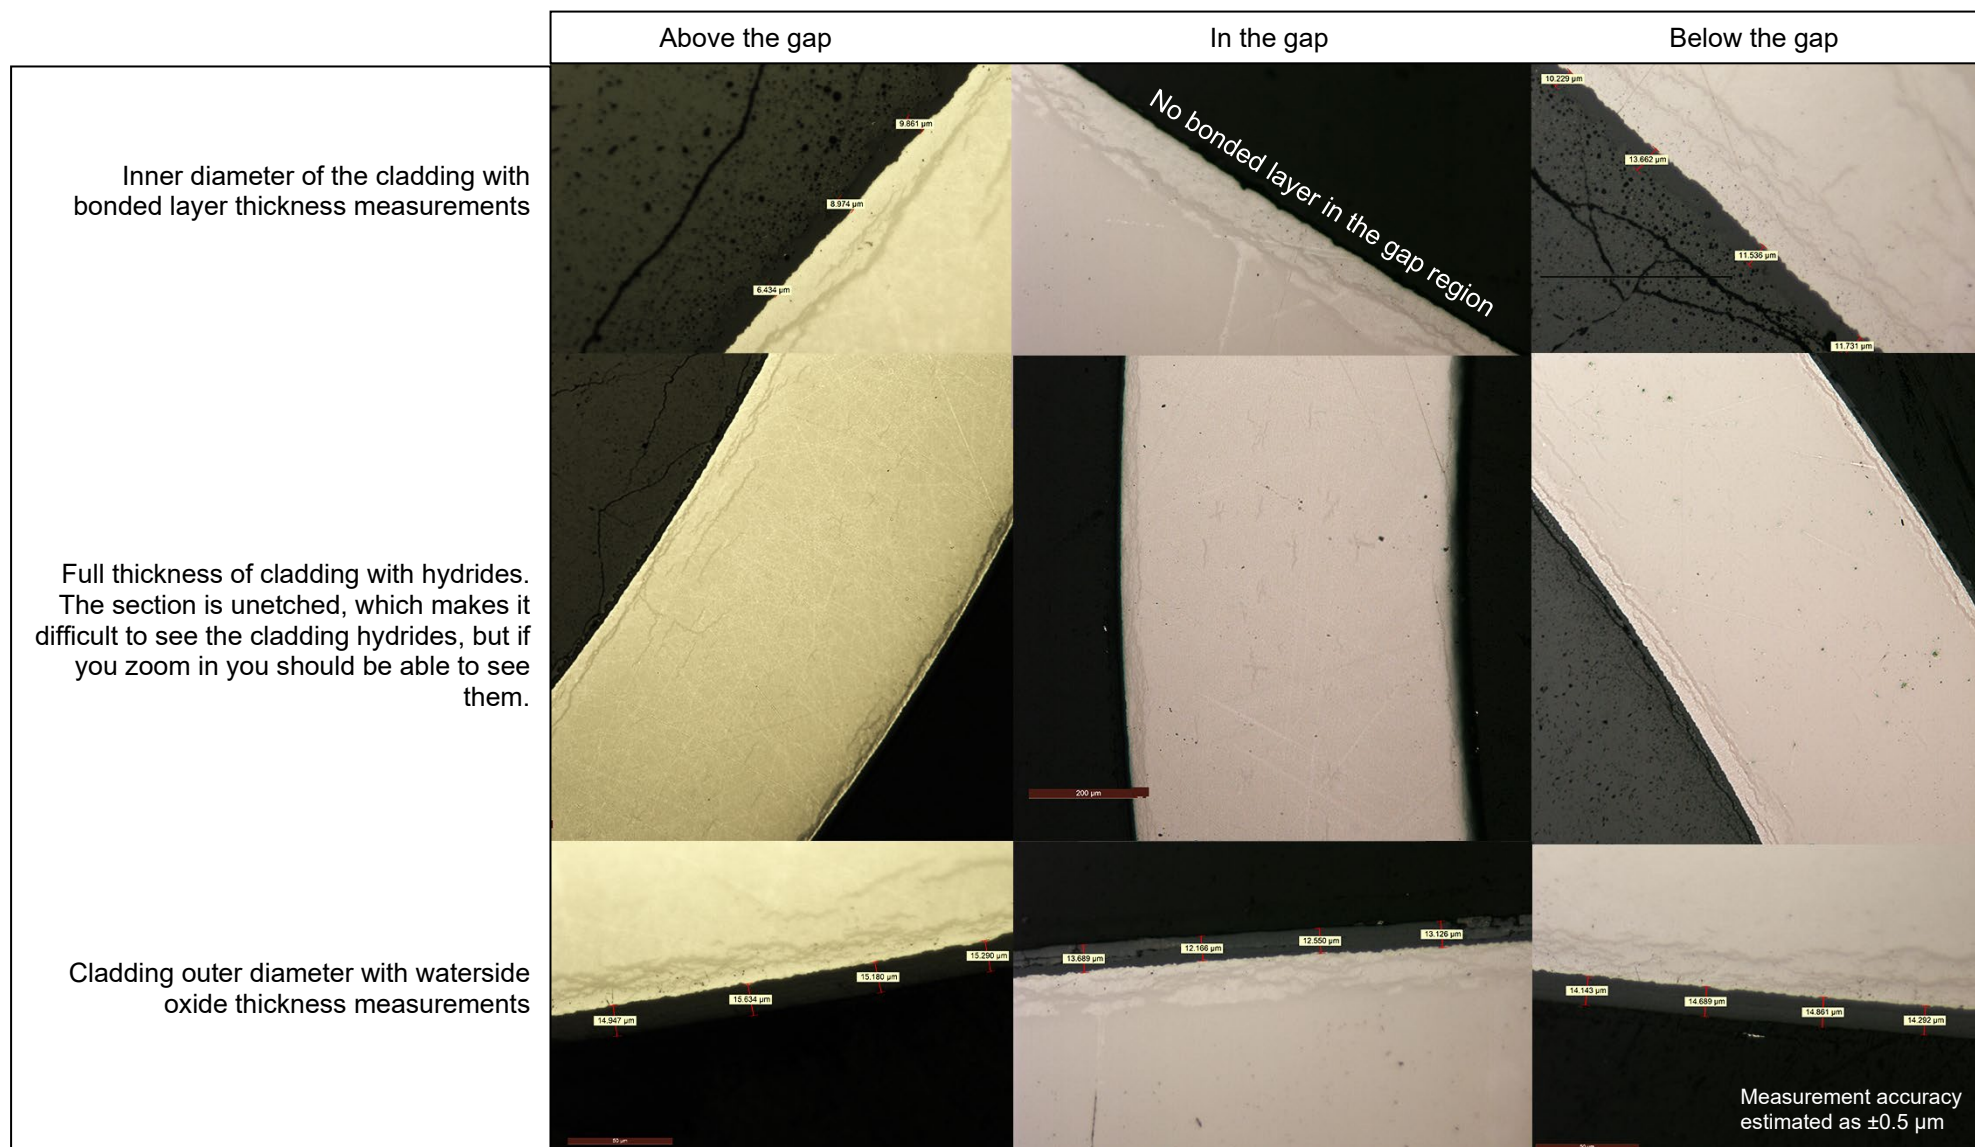 Above the gap
In the gap
Below the gap
Inner diameter of the cladding with
bonded layer thickness measurements
9.861 µm
8.974 µm
6.434 µm
No bonded layer in the gap region
10.229 µm
13.662 µm
11.536 µm
11.731 µm
Full thickness of cladding with hydrides.
The section is unetched, which makes it
difficult to see the cladding hydrides, but if
you zoom in you should be able to see
them.
200 µm
Cladding outer diameter with waterside
oxide thickness measurements
14.947 µm
15.634 µm
15.180 µm
15.290 µm
13.689 µm
12.166 µm
12.550 µm
13.126 µm
14.143 µm
14.689 µm
14.861 µm
14.292 µm
Measurement accuracy
estimated as ±0.5 µm